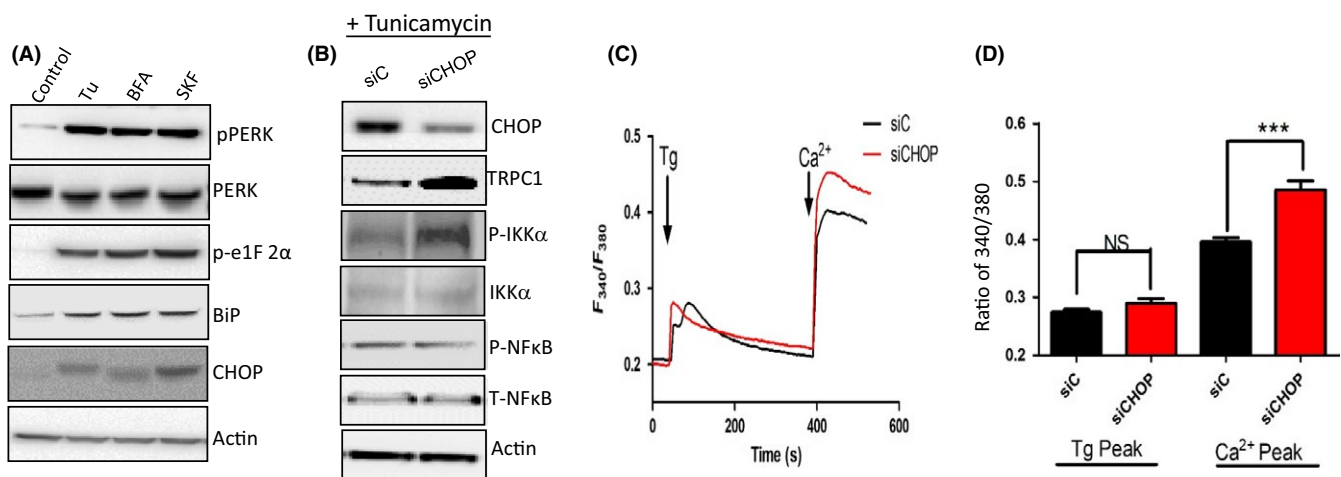 (A)
Control
Tu
BFA
SKF
pPERK
PERK
p-e1F 2α
BiP
CHOP
Actin
+ Tunicamycin
(B)
siC
siCHOP
CHOP
TRPC1
P-IKKα
IKKα
P-NFκB
T-NFκB
Actin
(C)
siC
siCHOP
Tg
Ca²⁺
0.5
0.4
0.3
0.2
F₃₄₀/F₃₈₀
0 200 400 600
Time (s)
(D)
***
NS
0.6
0.5
0.4
0.3
0.2
Ratio of 340/380
siC
siCHOP
siC
siCHOP
Tg Peak
Ca²⁺ Peak